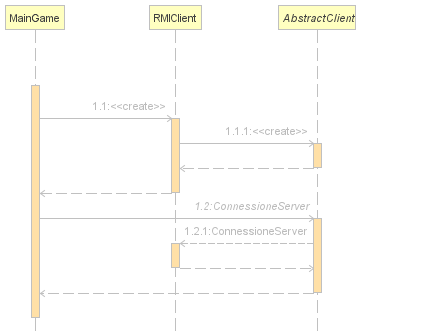 MainGame RMIClient AbstractClient
1.1:<<create>>
1.1.1:<<create>>
1.2:ConnessioneServer
1.2.1:ConnessioneServer